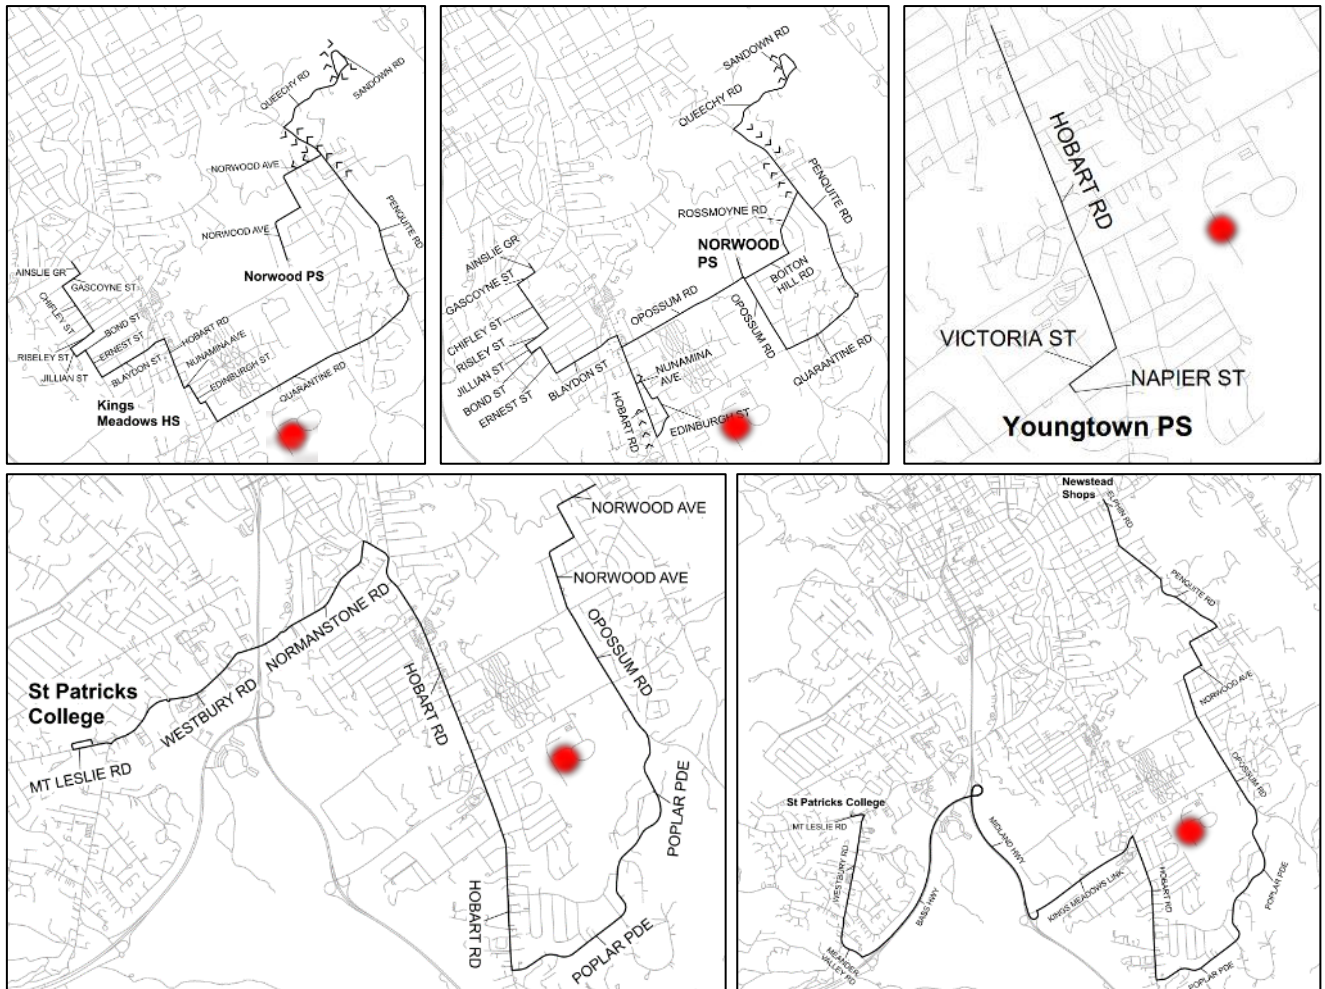 QUEECHY RD
SANDOWN RD
NORWOOD AVE
PENQUITE RD
NORWOOD AVE
Norwood PS
AINSLIE GR
GASCOYNE ST
CHIFLEY ST
BOND ST
HOBART RD
ERNEST ST
NUNAMINA AVE
RISELEY ST
BLAYDON ST
EDINBURGH ST
JILLIAN ST
QUARANTINE RD
Kings
Meadows HS
SANDOWN RD
QUEECHY RD
PENQUITE RD
ROSSMOYNE RD
NORWOOD
PS
AINSLIE GR
GASCOYNE ST
BOITON
HILL RD
OPOSSUM RD
OPOSSUM RD
CHIFLEY ST
RISLEY ST
JILLIAN ST
BOND ST
ERNEST ST
BLAYDON ST
NUNAMINA
AVE
QUARANTINE RD
HOBART RD
EDINBURGH ST
HOBART RD
VICTORIA ST
NAPIER ST
Youngtown PS
NORWOOD AVE
NORWOOD AVE
NORMANSTONE RD
OPOSSUM RD
St Patricks
College
WESTBURY RD
HOBART RD
MT LESLIE RD
POPLAR PDE
HOBART RD
POPLAR PDE
Newstead
Shops
ELPHIN RD
PENQUITE RD
NORWOOD AVE
OPOSSUM RD
St Patricks College
MT LESLIE RD
MIDLAND HWY
WESTBURY RD
BASS HWY
KINGS MEADOWS LINK
HOBART RD
POPLAR PDE
MEANDER
VALLEY RD
POPLAR PDE